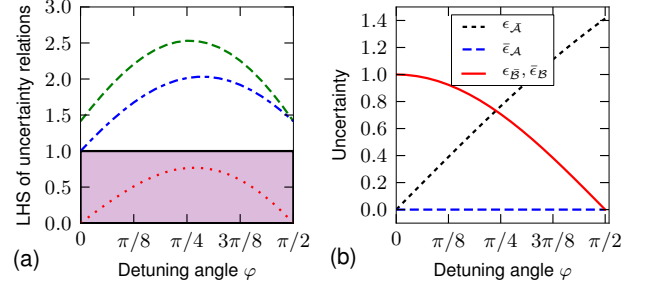 LHS of uncertainty relations
3.0
2.5
2.0
1.5
1.0
0.5
0.0
0 π/8 π/4 3π/8 π/2
Detuning angle φ
(a)
Uncertainty
1.4
1.2
1.0
0.8
0.6
0.4
0.2
0.0
ϵ_𝒜
ϵ̄_𝒜
ϵ_ℬ, ϵ̄_ℬ
0 π/8 π/4 3π/8 π/2
Detuning angle φ
(b)